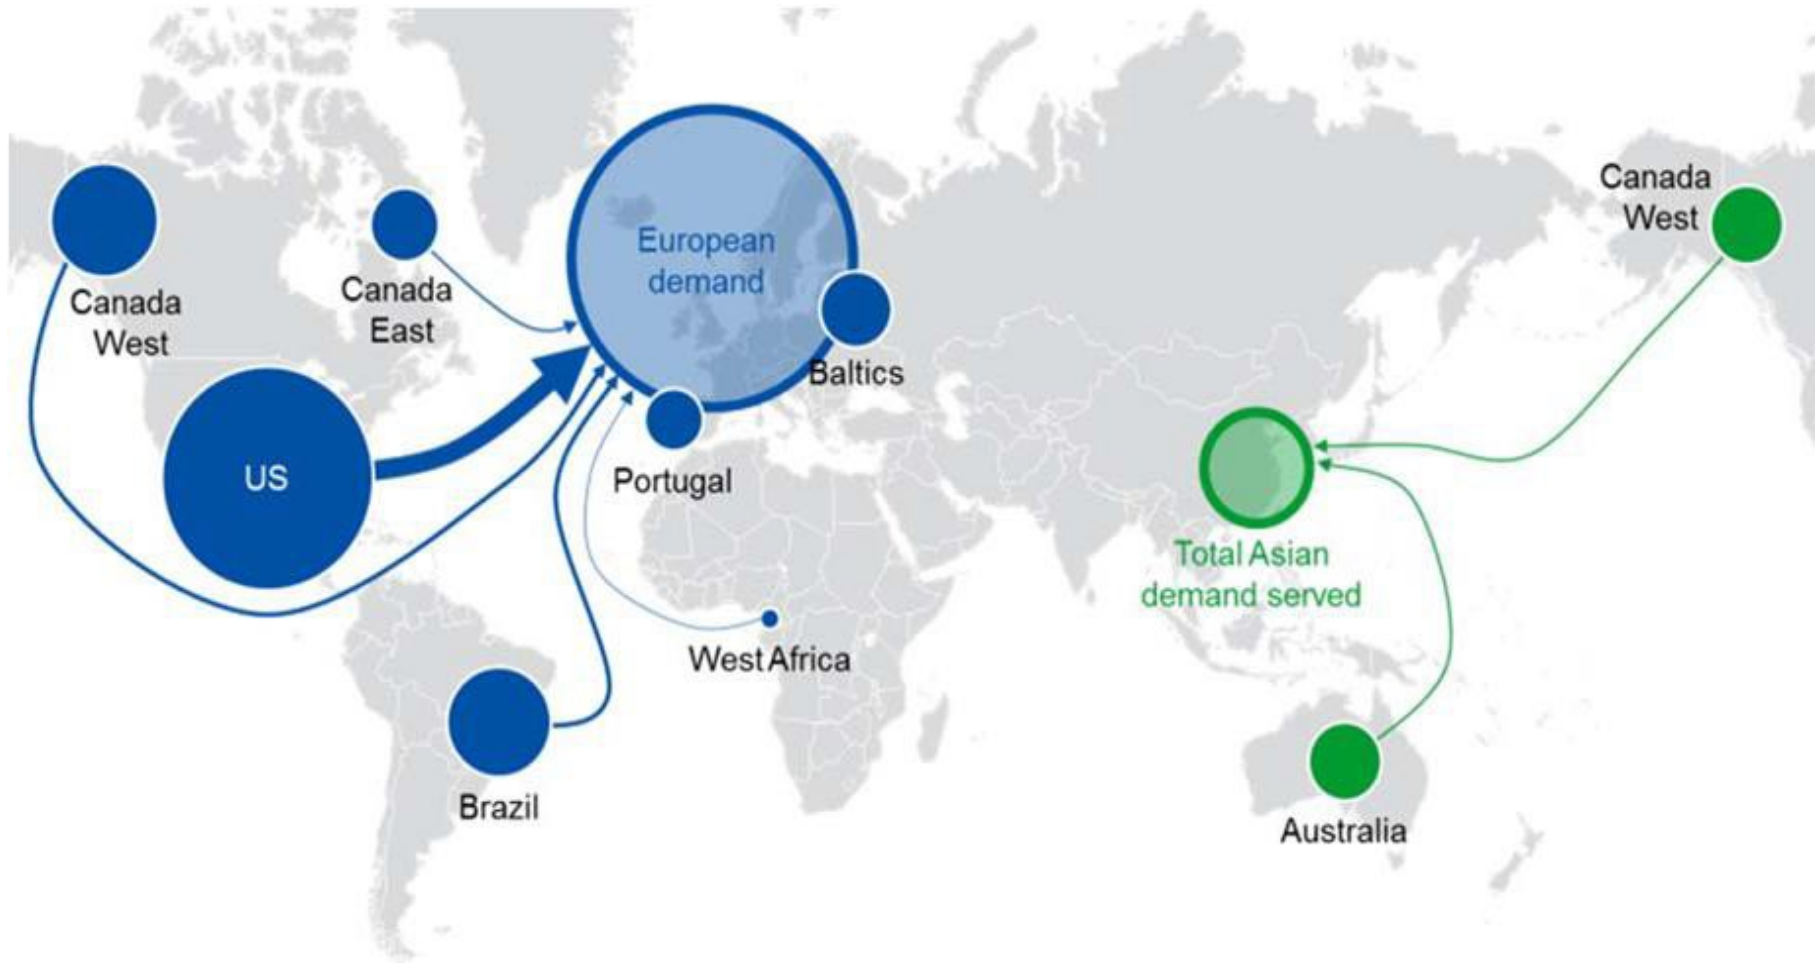 Canada
West
Canada
East
European
demand
Baltics
US
Portugal
West Africa
Brazil
Canada
West
Total Asian
demand served
Australia